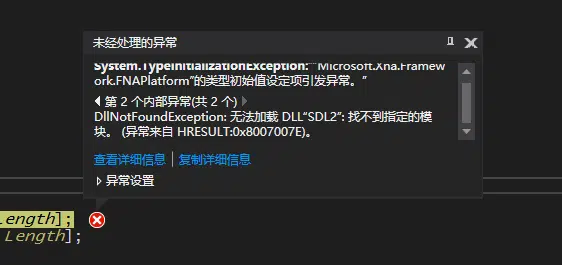 未经处理的异常
System.TypeInitializationException:“"Microsoft.Xna.Framew
ork.FNAPlatform"的类型初始值设定项引发异常。”
第 2 个内部异常(共 2 个)
DllNotFoundException: 无法加载 DLL“SDL2”: 找不到指定的模
块。 (异常来自 HRESULT:0x8007007E)。
查看详细信息 | 复制详细信息
异常设置
Length];
Length];